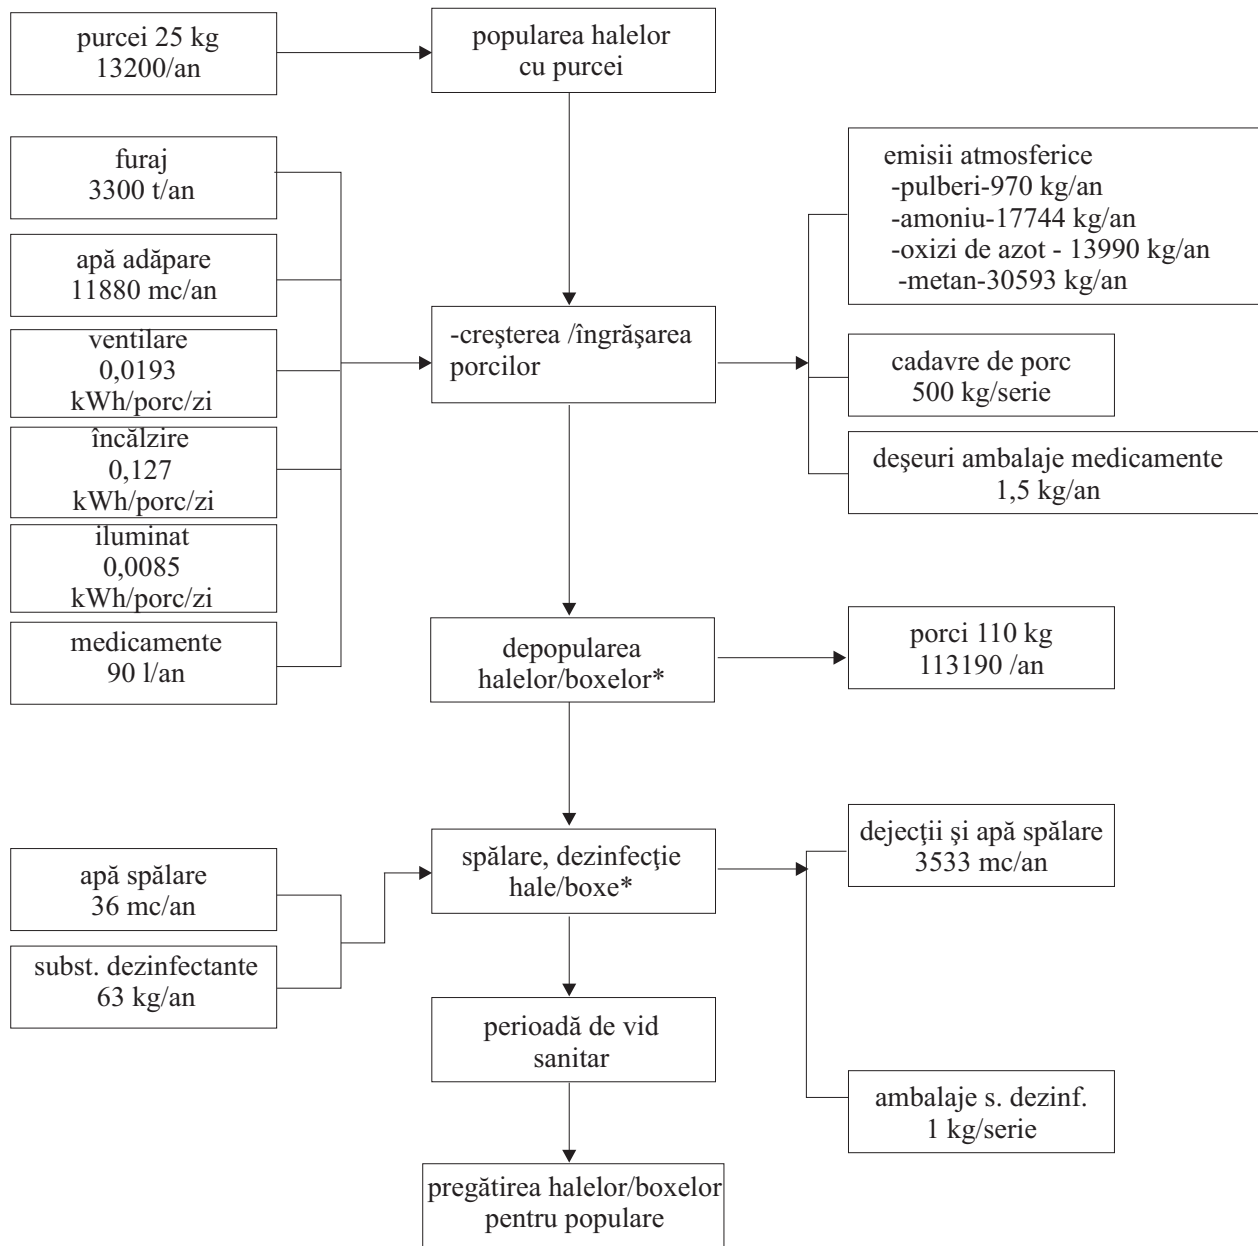 purcei 25 kg
13200/an
popularea halelor
cu purcei
furaj
3300 t/an
apă adăpare
11880 mc/an
ventilare
0,0193
kWh/porc/zi
încălzire
0,127
kWh/porc/zi
iluminat
0,0085
kWh/porc/zi
medicamente
90 l/an
-creşterea /îngrăşarea
porcilor
emisii atmosferice
-pulberi-970 kg/an
-amoniu-17744 kg/an
-oxizi de azot - 13990 kg/an
-metan-30593 kg/an
cadavre de porc
500 kg/serie
deşeuri ambalaje medicamente
1,5 kg/an
depopularea
halelor/boxelor*
porci 110 kg
113190 /an
apă spălare
36 mc/an
subst. dezinfectante
63 kg/an
spălare, dezinfecţie
hale/boxe*
dejecţii şi apă spălare
3533 mc/an
perioadă de vid
sanitar
ambalaje s. dezinf.
1 kg/serie
pregătirea halelor/boxelor
pentru populare